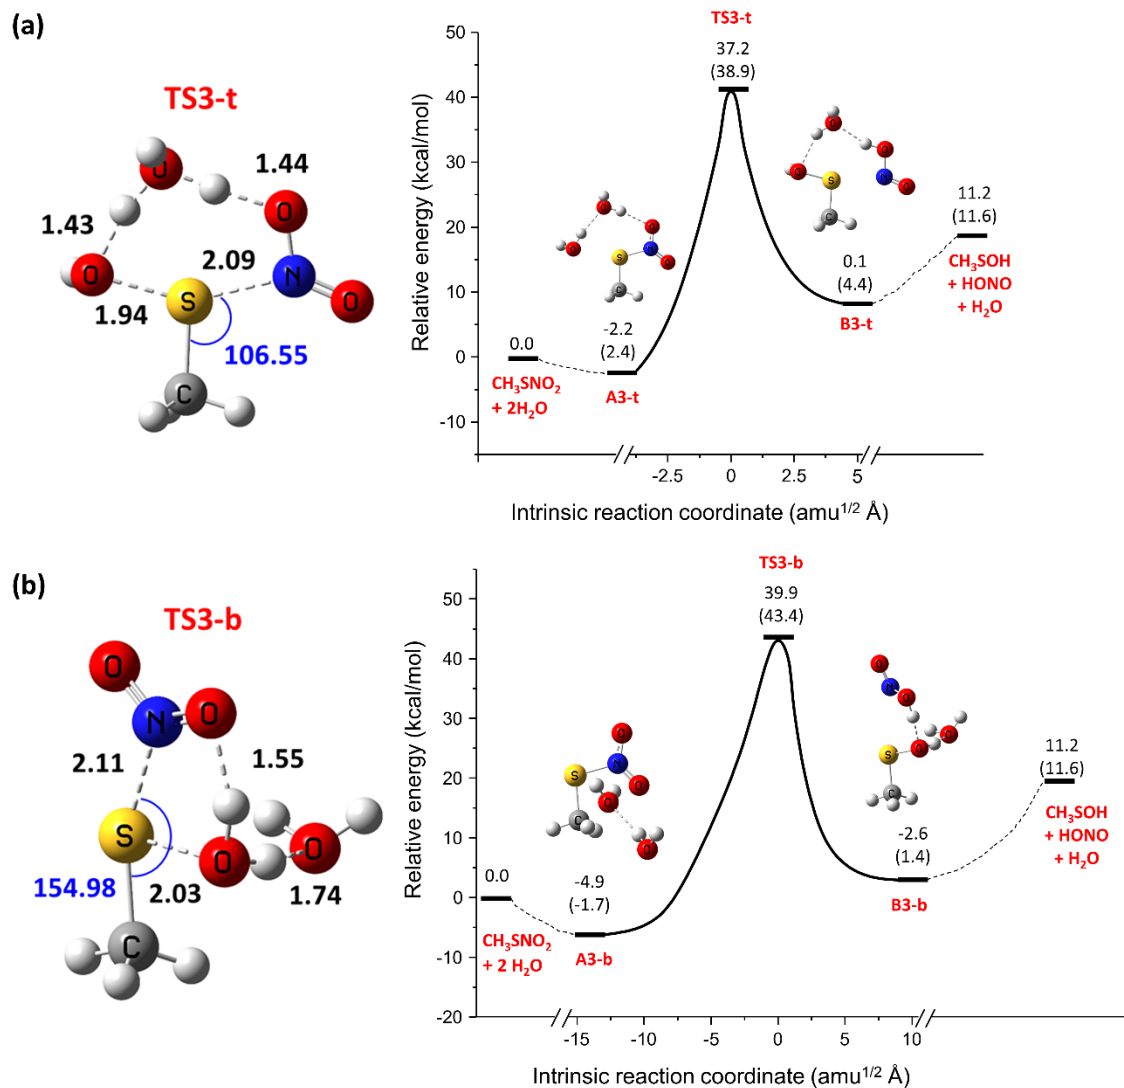 (a)
TS3-t
1.44
1.43
2.09
1.94
106.55
O
O
O
S
N
O
C
Relative energy (kcal/mol)
50
40
30
20
10
0
-10
TS3-t
37.2
(38.9)
0.0
CH₃SNO₂
+ 2H₂O
-2.2
(2.4)
A3-t
0.1
(4.4)
B3-t
11.2
(11.6)
CH₃SOH
+ HONO
+ H₂O
-2.5
0
2.5
5
Intrinsic reaction coordinate (amu¹ᐟ² Å)
(b)
TS3-b
O
N
O
2.11
1.55
S
O
O
154.98
2.03
1.74
C
Relative energy (kcal/mol)
50
40
30
20
10
0
-10
-20
TS3-b
39.9
(43.4)
0.0
CH₃SNO₂
+ 2 H₂O
-4.9
(-1.7)
A3-b
-2.6
(1.4)
B3-b
11.2
(11.6)
CH₃SOH
+ HONO
+ H₂O
-15
-10
-5
0
5
10
Intrinsic reaction coordinate (amu¹ᐟ² Å)